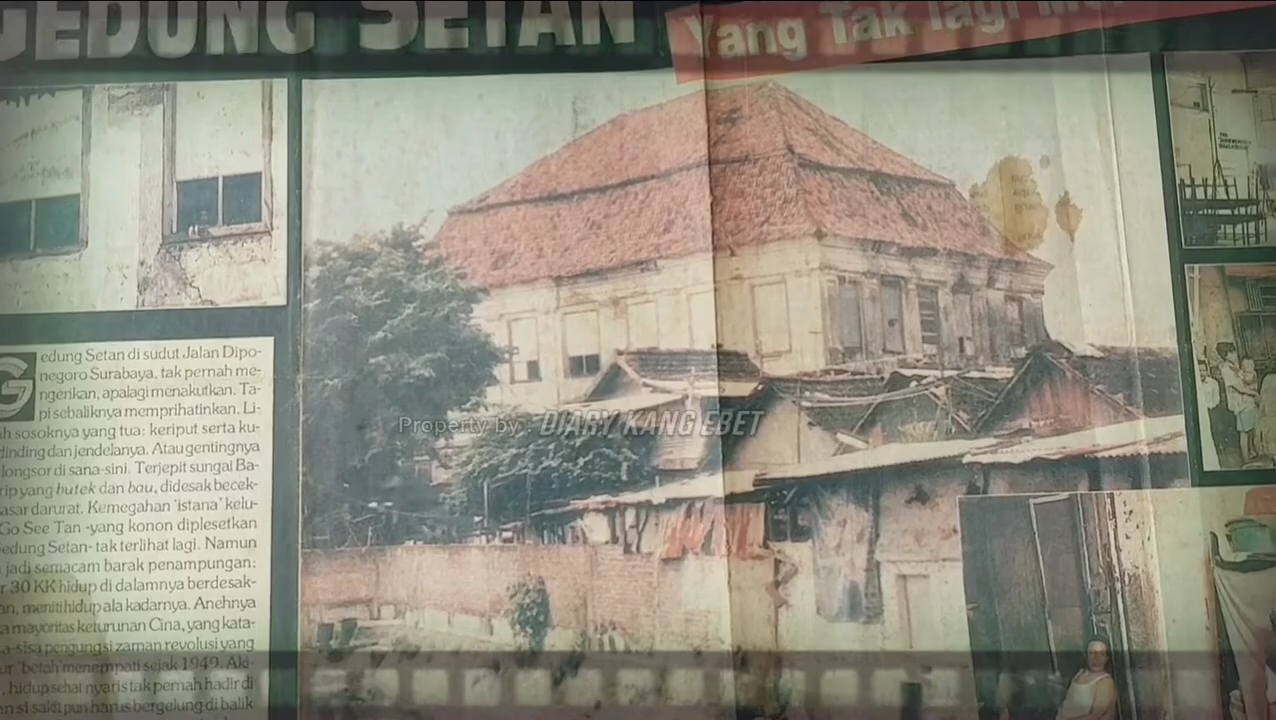 GEDUNG SETAN
Yang Tak lagi
Gedung Setan di sudut Jalan Dipo-
negoro Surabaya, tak pernah me-
ngerikan, apalagi menakutkan. Ta-
pi sebaliknya memprihatinkan. Li-
sosoknya yang tua: keriput serta ku-
dinding dan jendelanya. Atau gentingnya
longsor di sana-sini. Terjepit sungai Ba-
yang butek dan bau, didesak becek-
darurat. Kemegahan 'istana' kelu-
Go See Tan -yang konon diplesetkan
Gedung Setan- tak terlihat lagi. Namun
jadi semacam barak penampungan:
30 KK hidup di dalamnya berdesak-
meniti hidup ala kadarnya. Anehnya
mayoritas keturunan Cina, yang kata-
pengungsi zaman revolusi yang
'betah' menempati sejak 1949. Aki-
hidup sehat nyaris tak pernah hadir di
si sakit pun harus bergelung di balik
Property by : DIARY KANG EBET